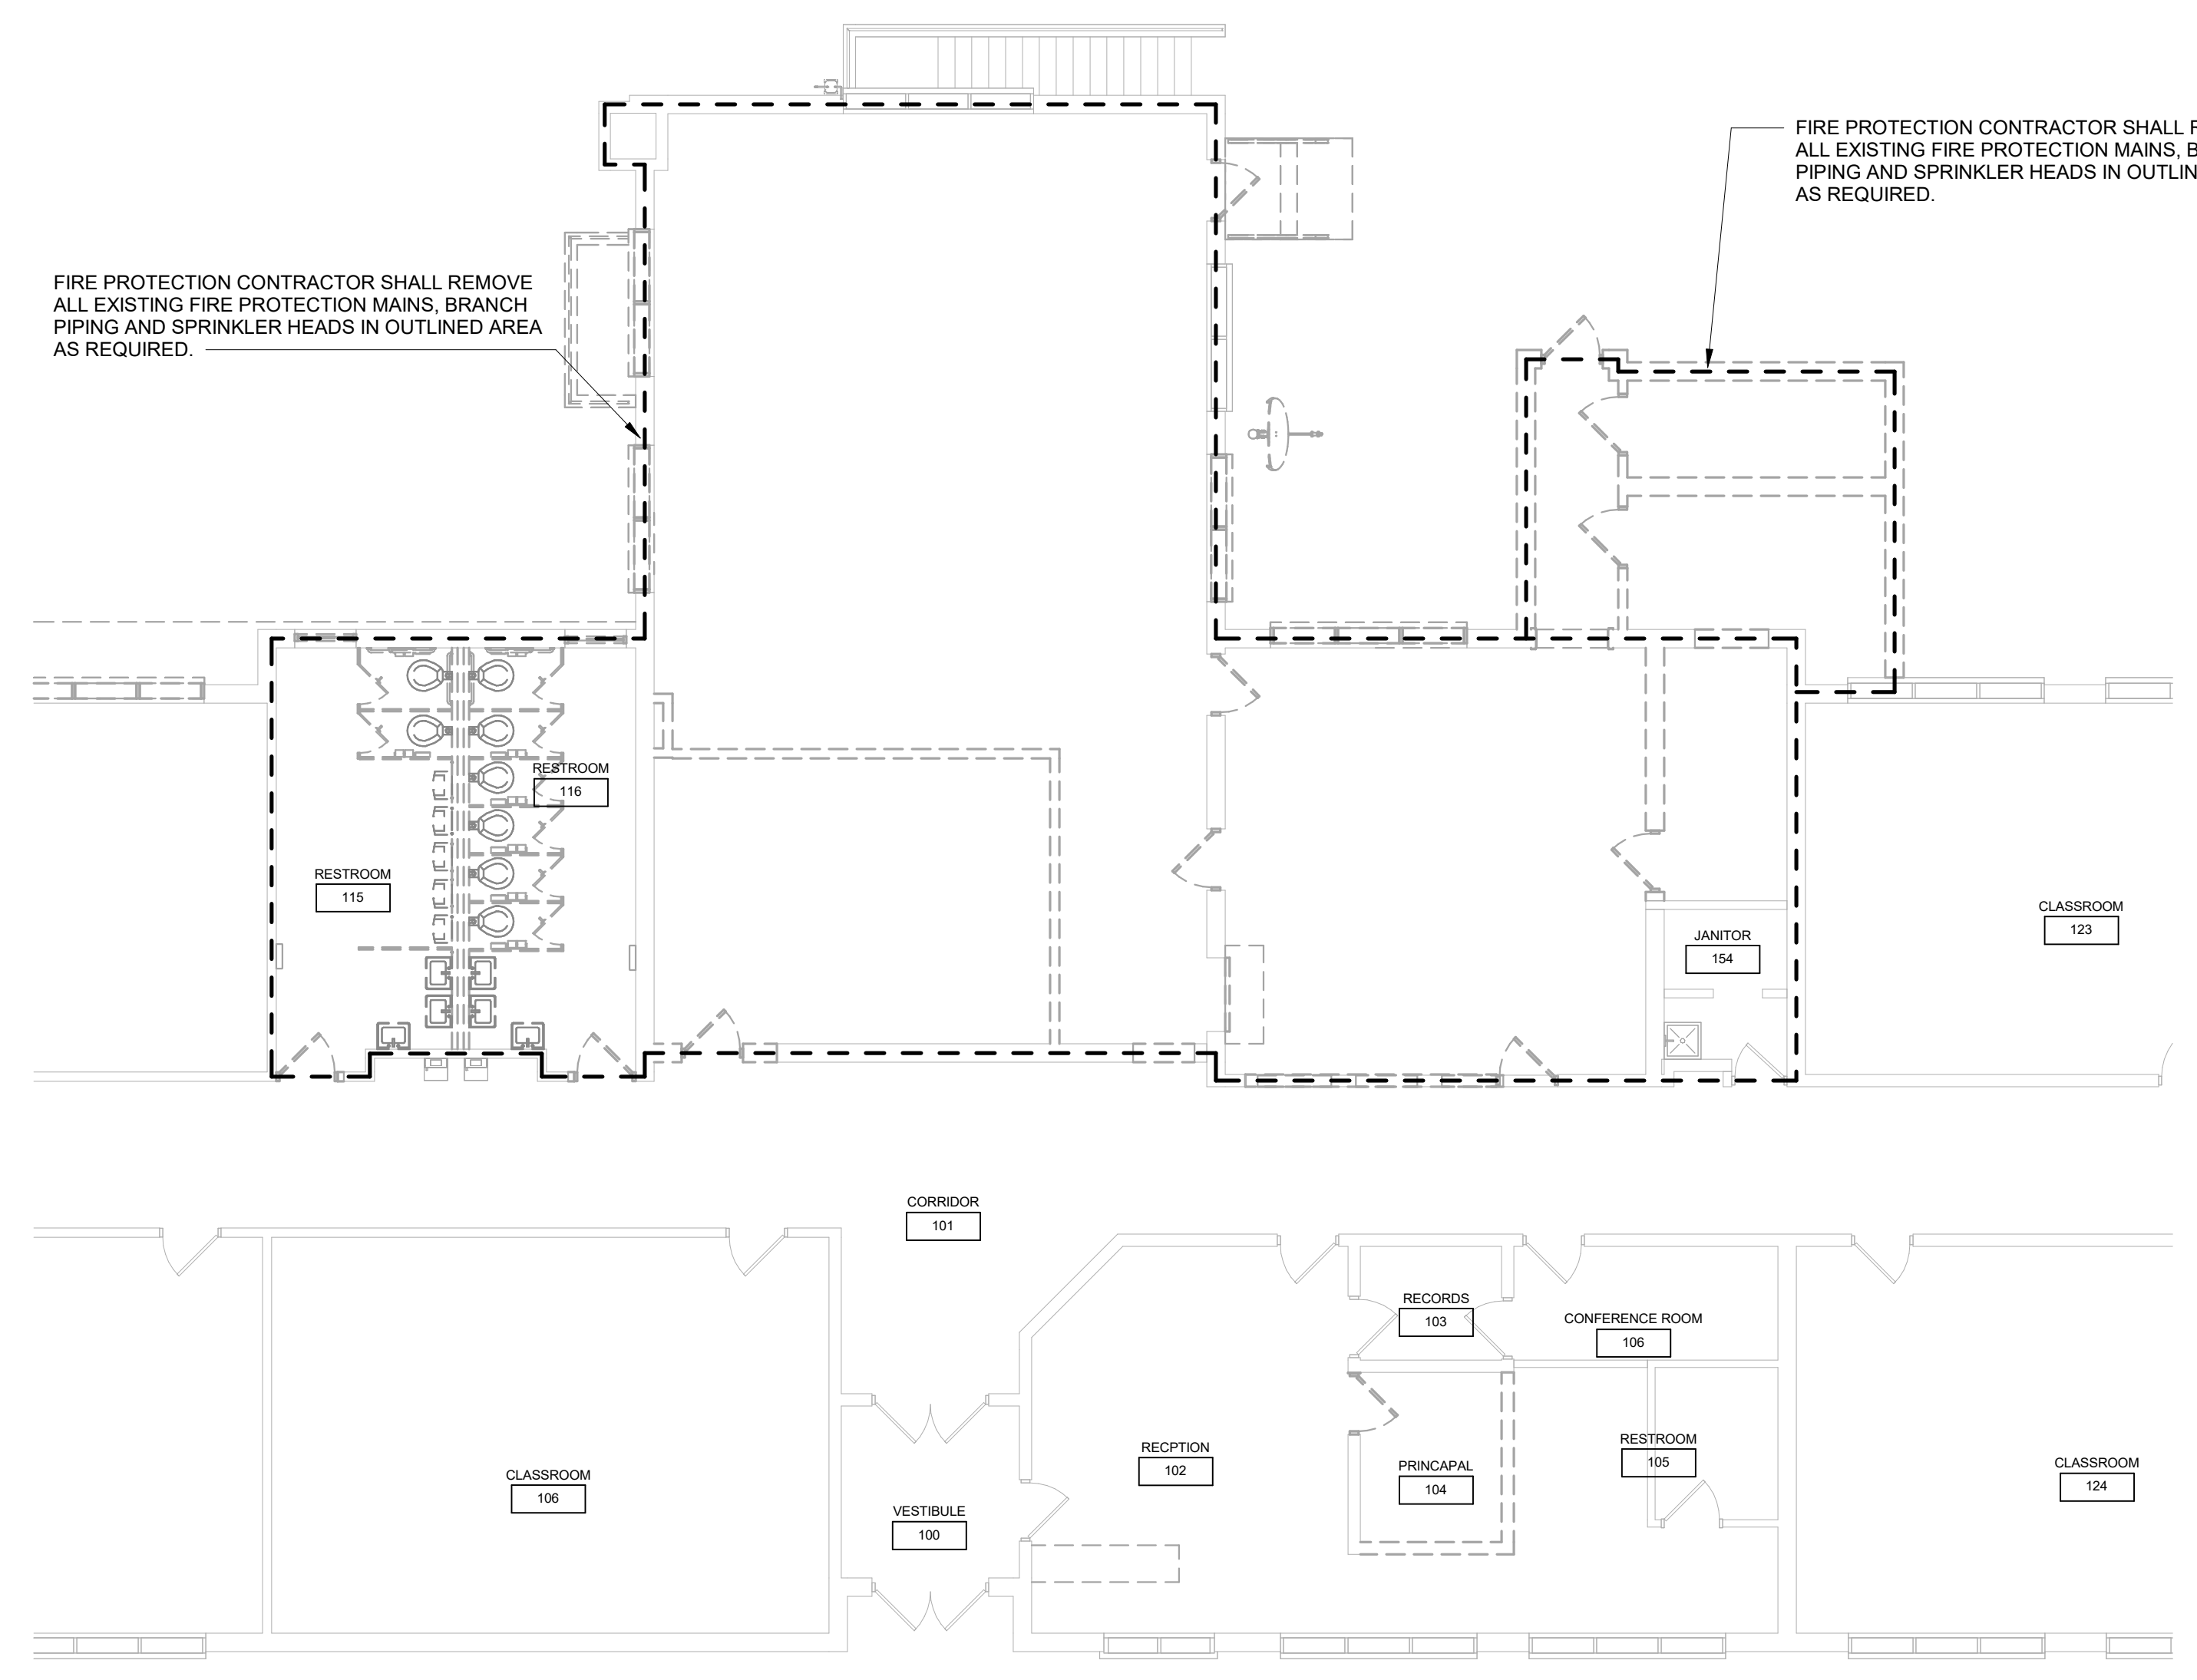 FIRE PROTECTION CONTRACTOR SHALL
ALL EXISTING FIRE PROTECTION MAINS,
PIPING AND SPRINKLER HEADS IN
AS REQUIRED.
FIRE PROTECTION CONTRACTOR SHALL REMOVE
ALL EXISTING FIRE PROTECTION MAINS, BRANCH
PIPING AND SPRINKLER HEADS IN OUTLINED AREA
AS REQUIRED.
RESTROOM
116
RESTROOM
115
CLASSROOM
123
JANITOR
154
CORRIDOR
101
RECORDS
103
CONFERENCE ROOM
106
RECPTION
102
RESTROOM
105
PRINCAPAL
104
CLASSROOM
124
CLASSROOM
106
VESTIBULE
100